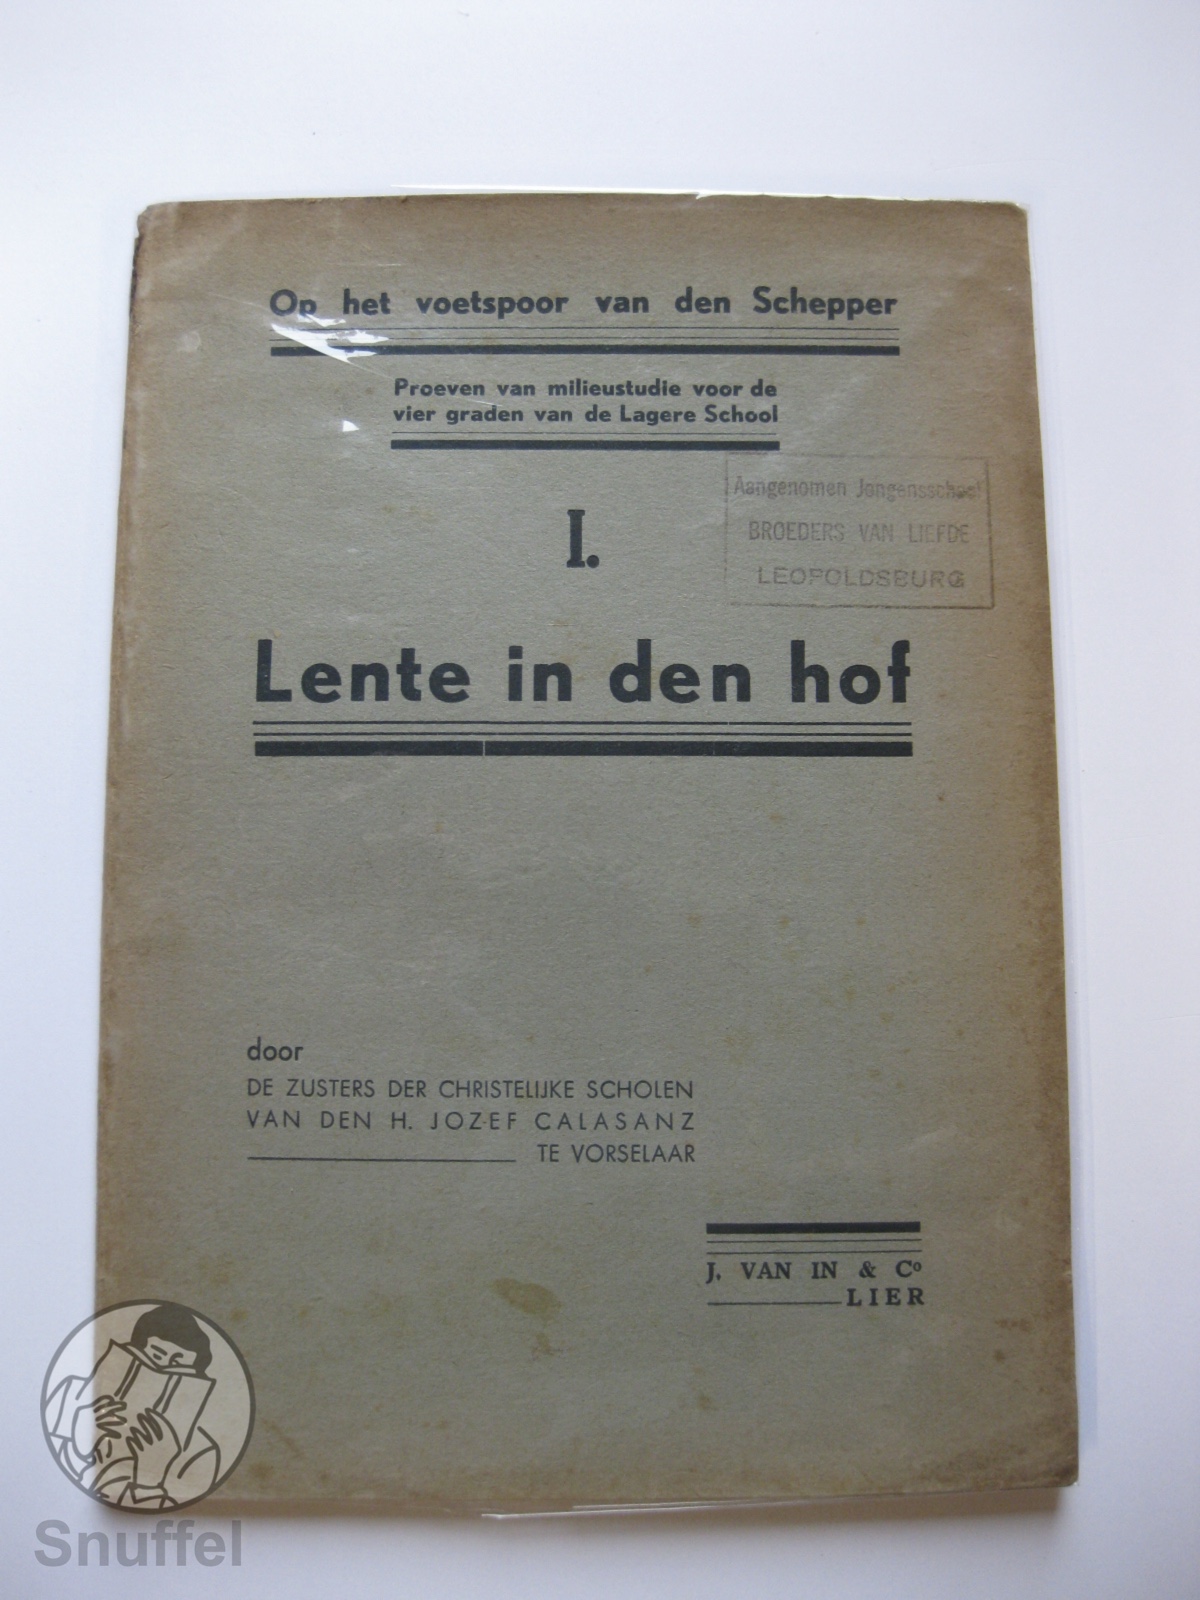 Op het voetspoor van den Schepper
Proeven van milieustudie voor de
vier graden van de Lagere School
I.
Aangenomen Jongensschool
BROEDERS VAN LIEFDE
LEOPOLDSBURG
Lente in den hof
door
DE ZUSTERS DER CHRISTELIJKE SCHOLEN
VAN DEN H. JOZEF CALASANZ
TE VORSELAAR
J. VAN IN & Cº
LIER
Snuffel